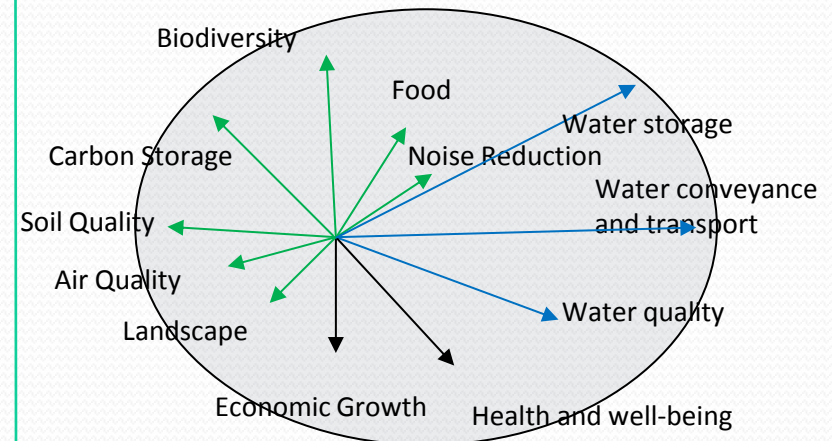 Biodiversity
Food
Water storage
Carbon Storage
Noise Reduction
Water conveyance
and transport
Soil Quality
Air Quality
Water quality
Landscape
Economic Growth
Health and well-being